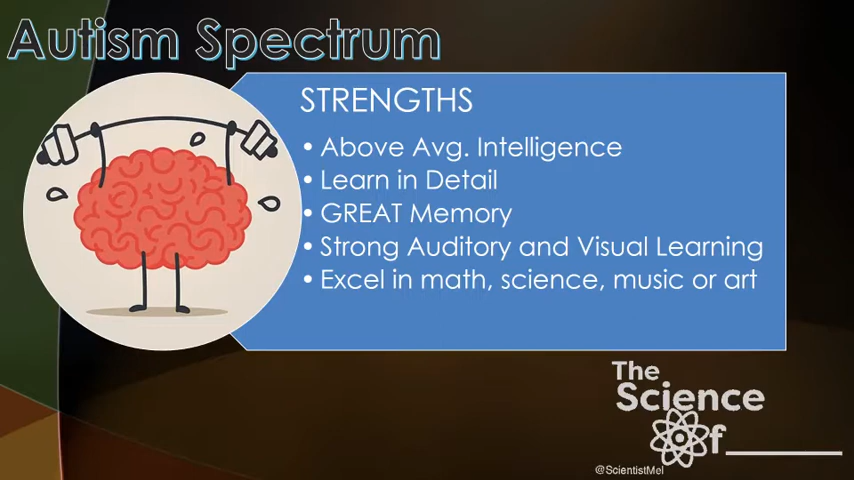 Autism Spectrum
STRENGTHS
• Above Avg. Intelligence
• Learn in Detail
• GREAT Memory
• Strong Auditory and Visual Learning
• Excel in math, science, music or art
The
Science
Of______
@ScientistMel